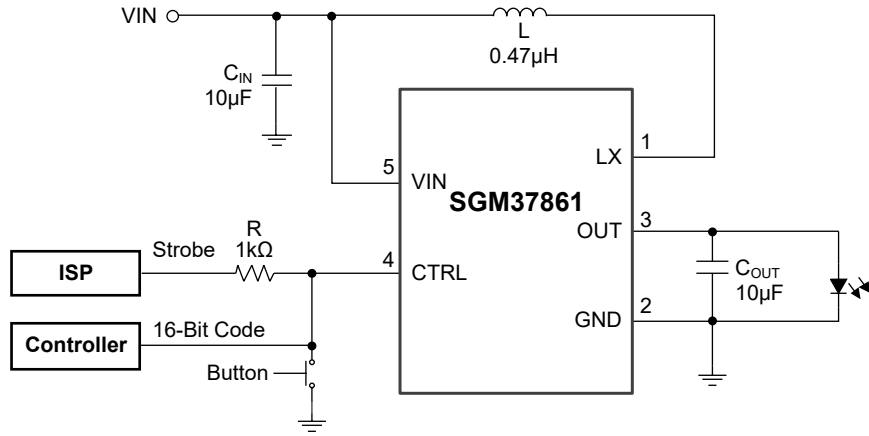 VIN
L
0.47µH
CIN
10µF
1
LX
5
VIN
SGM37861
3
OUT
R
1kΩ
Strobe
4
CTRL
ISP
COUT
10µF
2
GND
16-Bit Code
Controller
Button